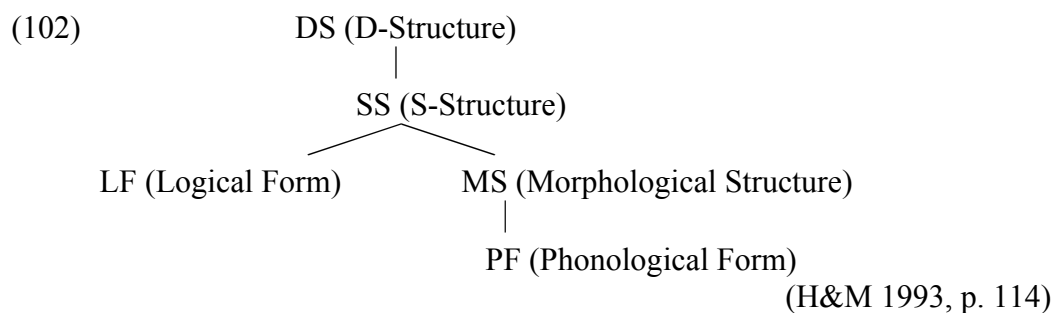 (102) DS (D-Structure)
SS (S-Structure)
LF (Logical Form) MS (Morphological Structure)
PF (Phonological Form)
(H&M 1993, p. 114)